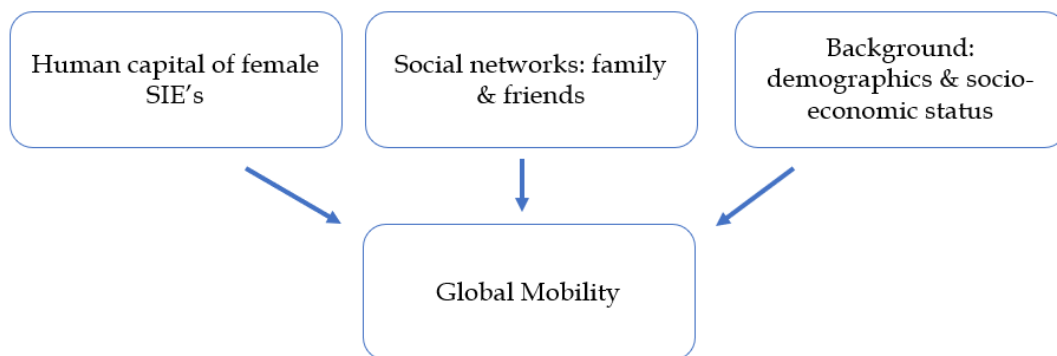 Human capital of female
SIE’s
Social networks: family
& friends
Background:
demographics & socio-
economic status
Global Mobility